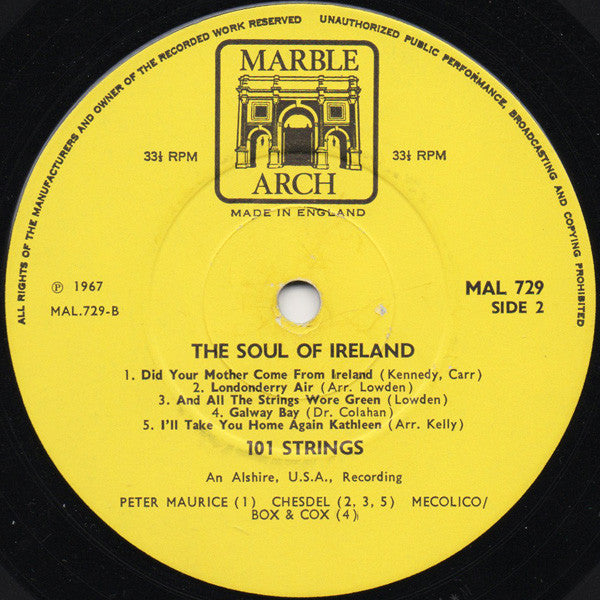 ALL RIGHTS OF THE MANUFACTURERS AND OWNER OF THE RECORDED WORK RESERVED UNAUTHORIZED PUBLIC PERFORMANCE, BROADCASTING AND COPYING PROHIBITED
MARBLE
ARCH
33⅓ RPM 33⅓ RPM
MADE IN ENGLAND
℗ 1967 MAL 729
MAL.729-B SIDE 2
THE SOUL OF IRELAND
1. Did Your Mother Come From Ireland (Kennedy, Carr)
2. Londonderry Air (Arr. Lowden)
3. And All The Strings Wore Green (Lowden)
4. Galway Bay (Dr. Colahan)
5. I'll Take You Home Again Kathleen (Arr. Kelly)
101 STRINGS
An Alshire, U.S.A., Recording
PETER MAURICE (1) CHESDEL (2, 3, 5) MECOLICO/
BOX & COX (4)